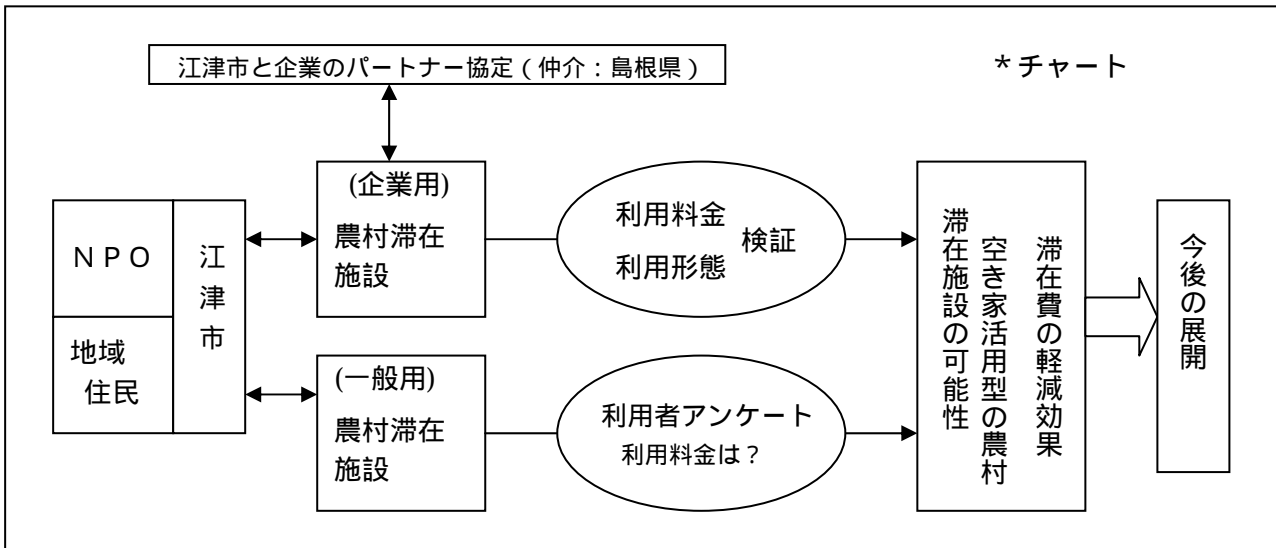 江津市と企業のパートナー協定（仲介：島根県）
*チャート
ＮＰＯ
地域
住民
江津市
(企業用)
農村滞在
施設
利用料金
利用形態
検証
(一般用)
農村滞在
施設
利用者アンケート
利用料金は？
滞在費の軽減効果
空き家活用型の農村
滞在施設の可能性
今後の展開